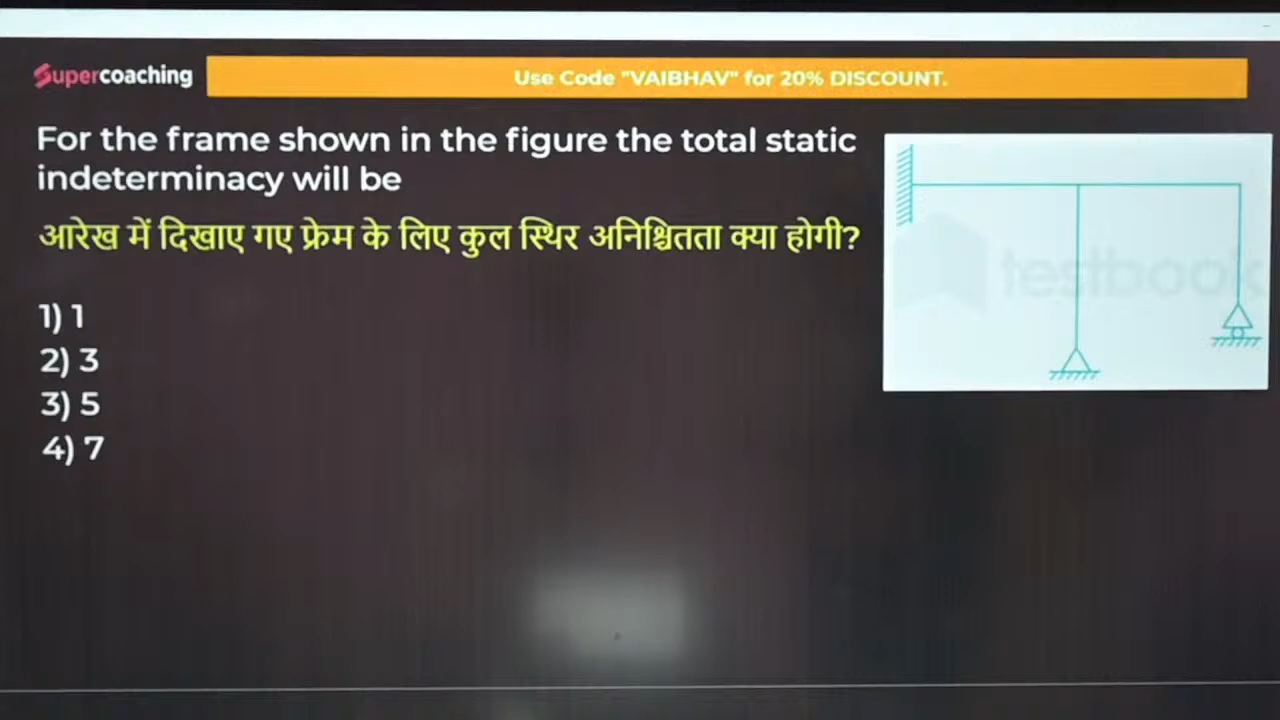 Supercoaching
Use Code "VAIBHAV" for 20% DISCOUNT.
For the frame shown in the figure the total static
indeterminacy will be
आरेख में दिखाए गए फ्रेम के लिए कुल स्थिर अनिश्चितता क्या होगी?
testbook
1) 1
2) 3
3) 5
4) 7